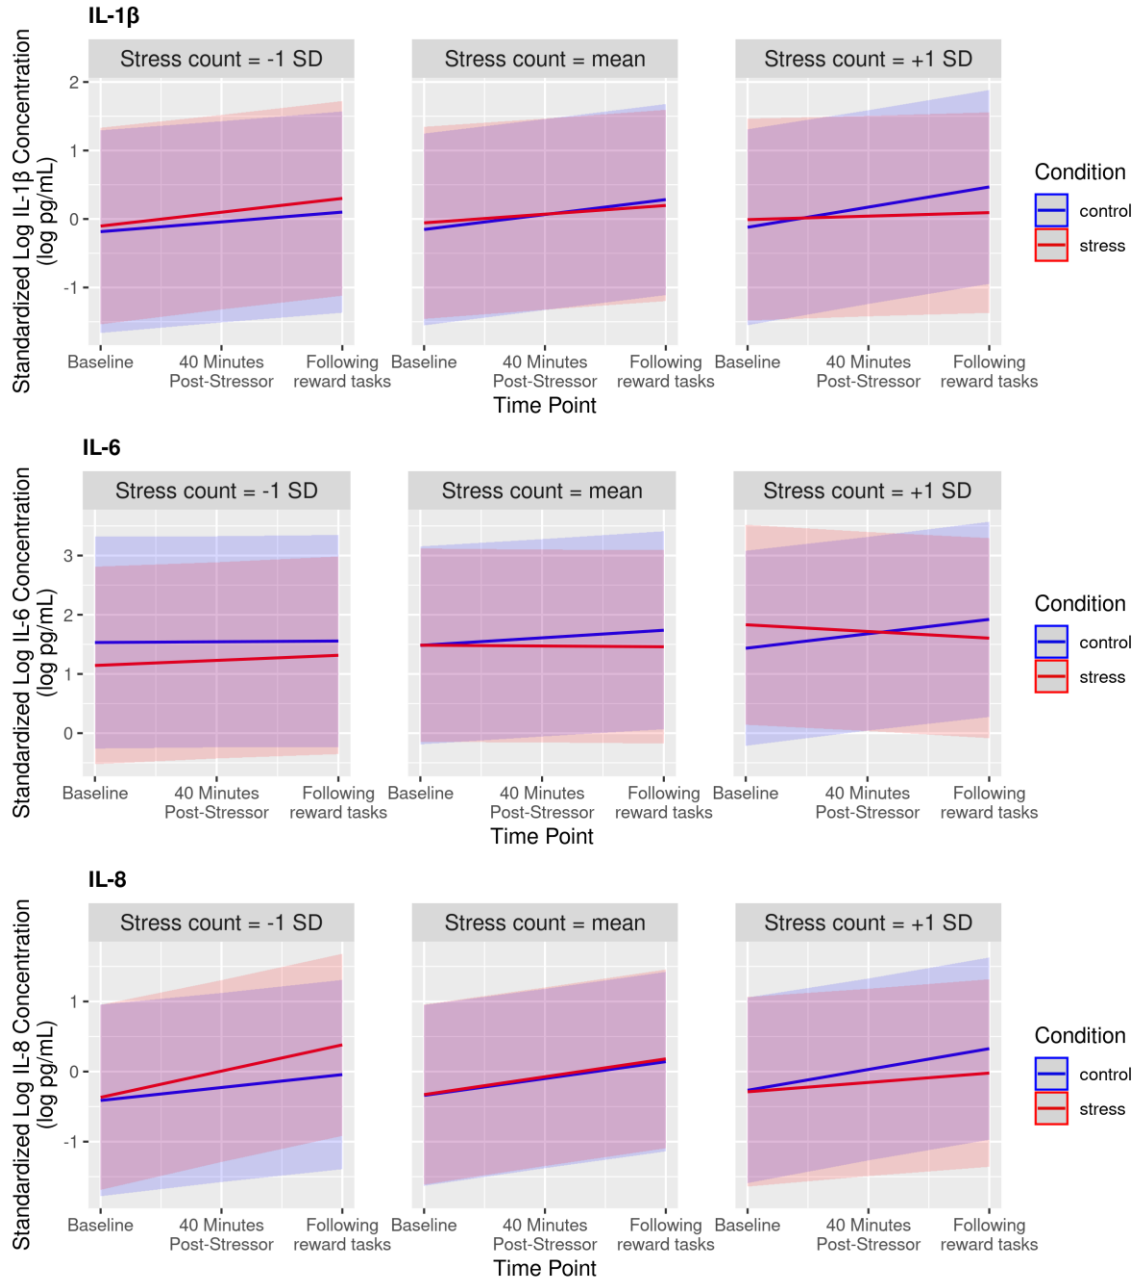 IL-1β
Stress count = -1 SD
Stress count = mean
Stress count = +1 SD
Standardized Log IL-1β Concentration
(log pg/mL)
2
1
0
-1
Baseline
40 Minutes
Post-Stressor
Following
reward tasks
Baseline
40 Minutes
Post-Stressor
Following
reward tasks
Baseline
40 Minutes
Post-Stressor
Following
reward tasks
Time Point
Condition
control
stress
IL-6
Stress count = -1 SD
Stress count = mean
Stress count = +1 SD
Standardized Log IL-6 Concentration
(log pg/mL)
3
2
1
0
Baseline
40 Minutes
Post-Stressor
Following
reward tasks
Baseline
40 Minutes
Post-Stressor
Following
reward tasks
Baseline
40 Minutes
Post-Stressor
Following
reward tasks
Time Point
Condition
control
stress
IL-8
Stress count = -1 SD
Stress count = mean
Stress count = +1 SD
Standardized Log IL-8 Concentration
(log pg/mL)
1
0
-1
Baseline
40 Minutes
Post-Stressor
Following
reward tasks
Baseline
40 Minutes
Post-Stressor
Following
reward tasks
Baseline
40 Minutes
Post-Stressor
Following
reward tasks
Time Point
Condition
control
stress